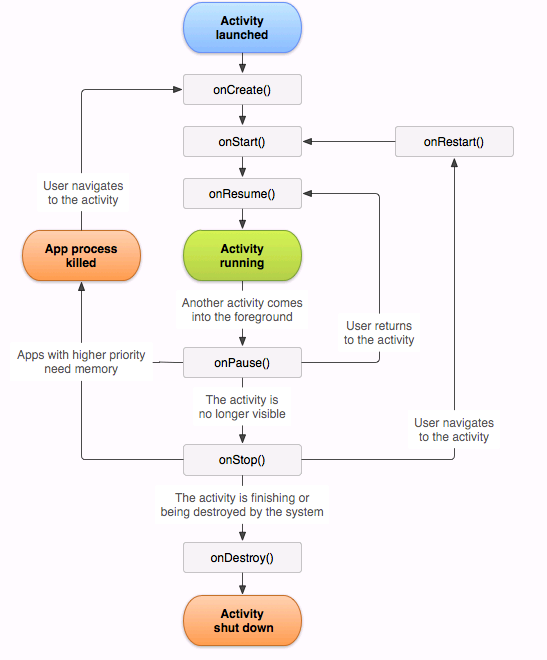 Activity
launched
onCreate()
onStart()
onRestart()
User navigates
to the activity
onResume()
App process
killed
Activity
running
Another activity comes
into the foreground
User returns
to the activity
Apps with higher priority
need memory
onPause()
The activity is
no longer visible
User navigates
to the activity
onStop()
The activity is finishing or
being destroyed by the system
onDestroy()
Activity
shut down